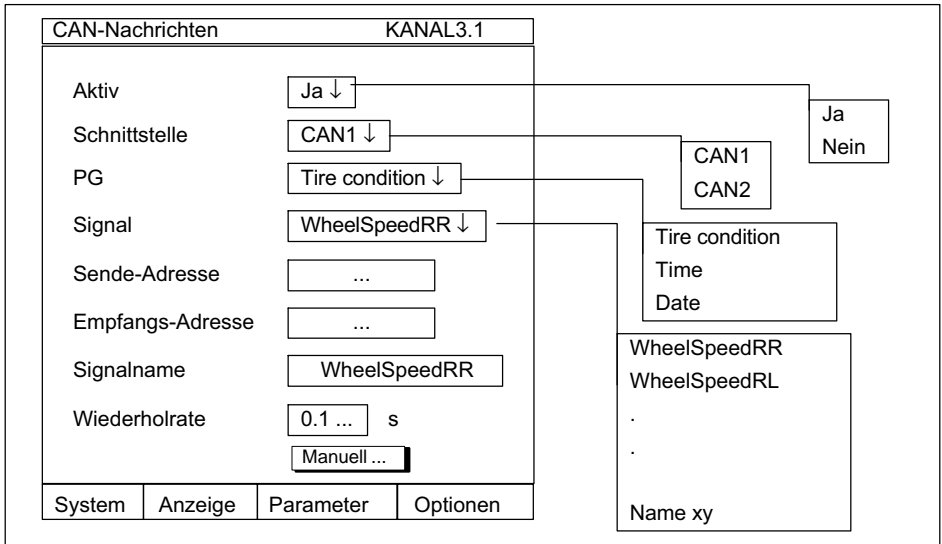 CAN-Nachrichten KANAL3.1
Aktiv Ja ↓
Schnittstelle CAN1 ↓
PG Tire condition ↓
Signal WheelSpeedRR ↓
Sende-Adresse ...
Empfangs-Adresse ...
Signalname WheelSpeedRR
Wiederholrate 0.1 ... s
Manuell ...
System Anzeige Parameter Optionen
Ja
Nein
CAN1
CAN2
Tire condition
Time
Date
WheelSpeedRR
WheelSpeedRL
.
.
Name xy